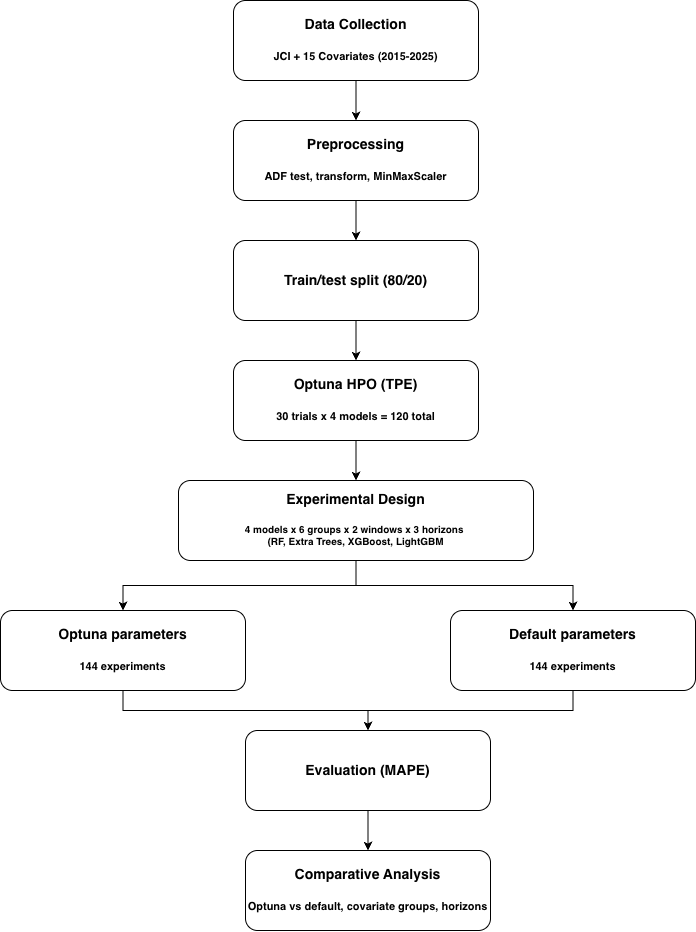 Data Collection
JCI + 15 Covariates (2015-2025)
Preprocessing
ADF test, transform, MinMaxScaler
Train/test split (80/20)
Optuna HPO (TPE)
30 trials x 4 models = 120 total
Experimental Design
4 models x 6 groups x 2 windows x 3 horizons
(RF, Extra Trees, XGBoost, LightGBM
Optuna parameters
144 experiments
Default parameters
144 experiments
Evaluation (MAPE)
Comparative Analysis
Optuna vs default, covariate groups, horizons